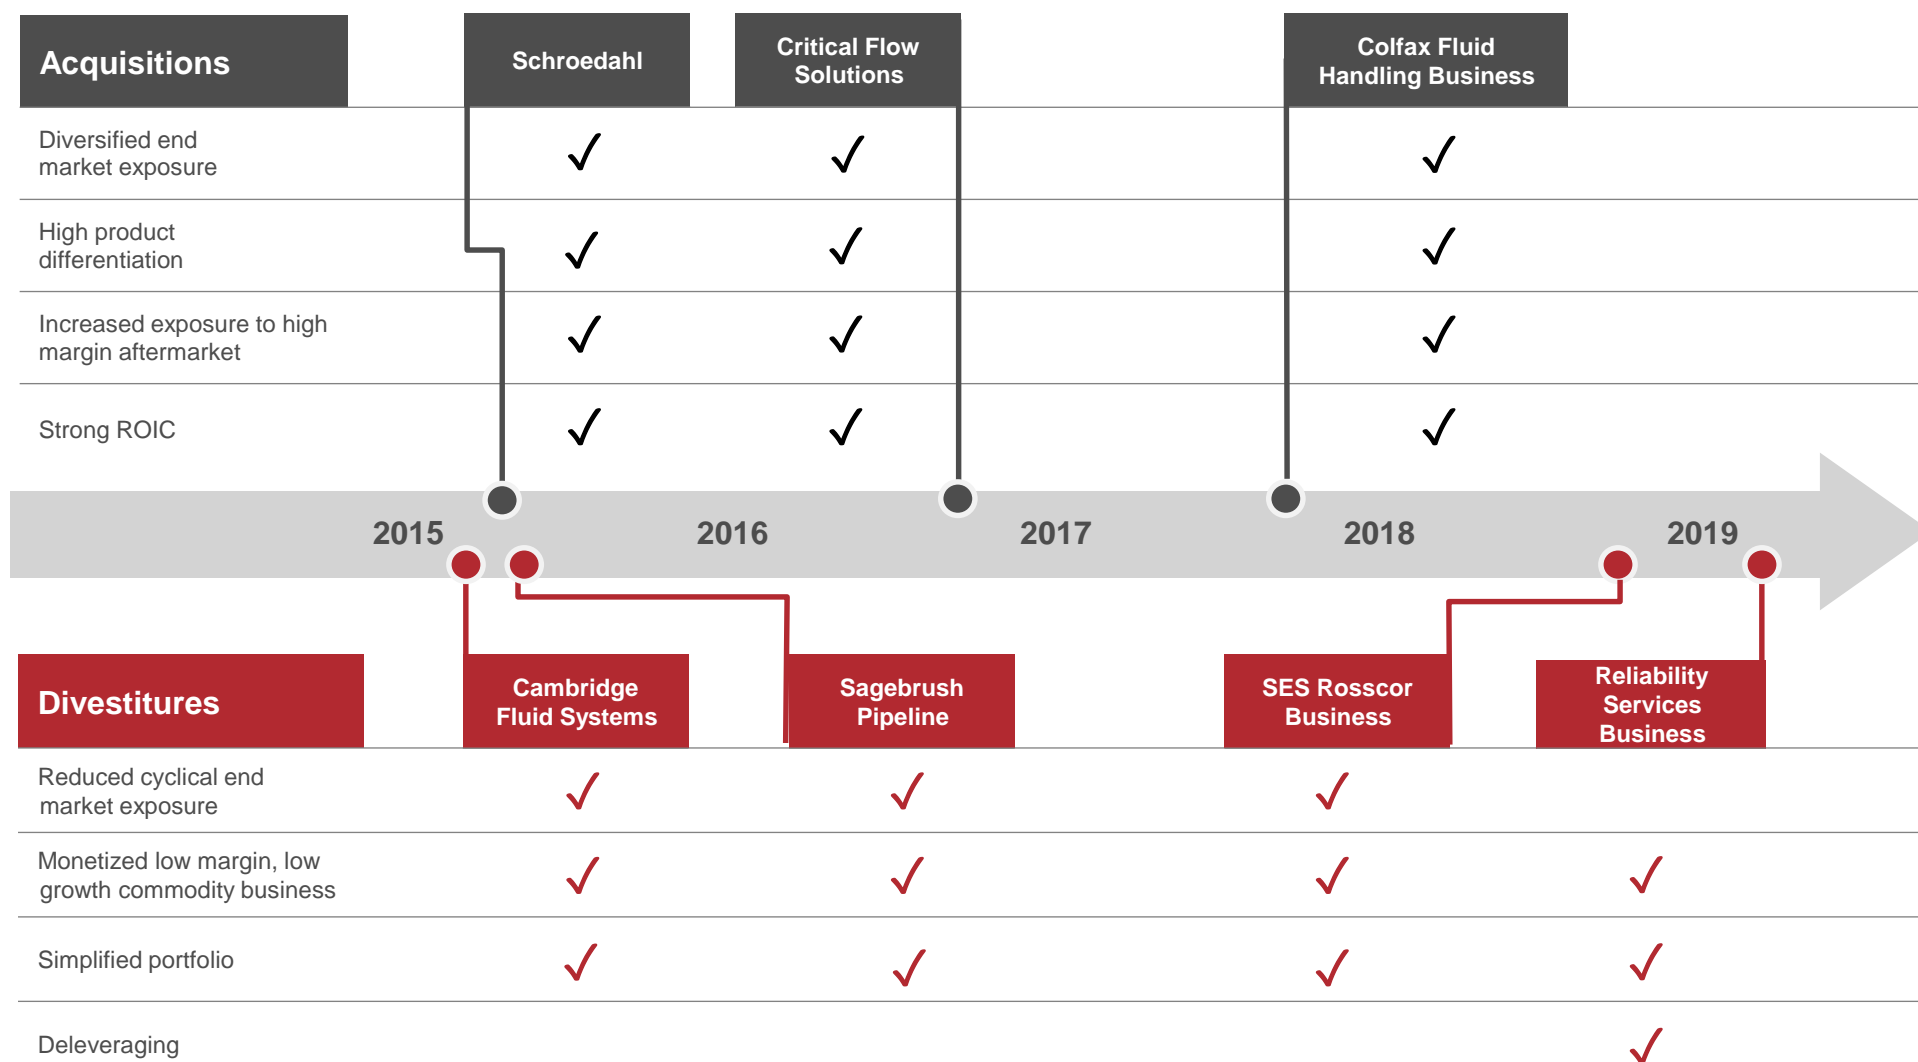 Acquisitions
Schroedahl
Critical Flow
Solutions
Colfax Fluid
Handling Business
Diversified end
market exposure
✓ ✓ ✓
High product
differentiation
✓ ✓ ✓
Increased exposure to high
margin aftermarket
✓ ✓ ✓
Strong ROIC
✓ ✓ ✓
2015 2016 2017 2018 2019
Divestitures
Cambridge
Fluid Systems
Sagebrush
Pipeline
SES Rosscor
Business
Reliability
Services
Business
Reduced cyclical end
market exposure
✓ ✓ ✓
Monetized low margin, low
growth commodity business
✓ ✓ ✓ ✓
Simplified portfolio
✓ ✓ ✓ ✓
Deleveraging
✓